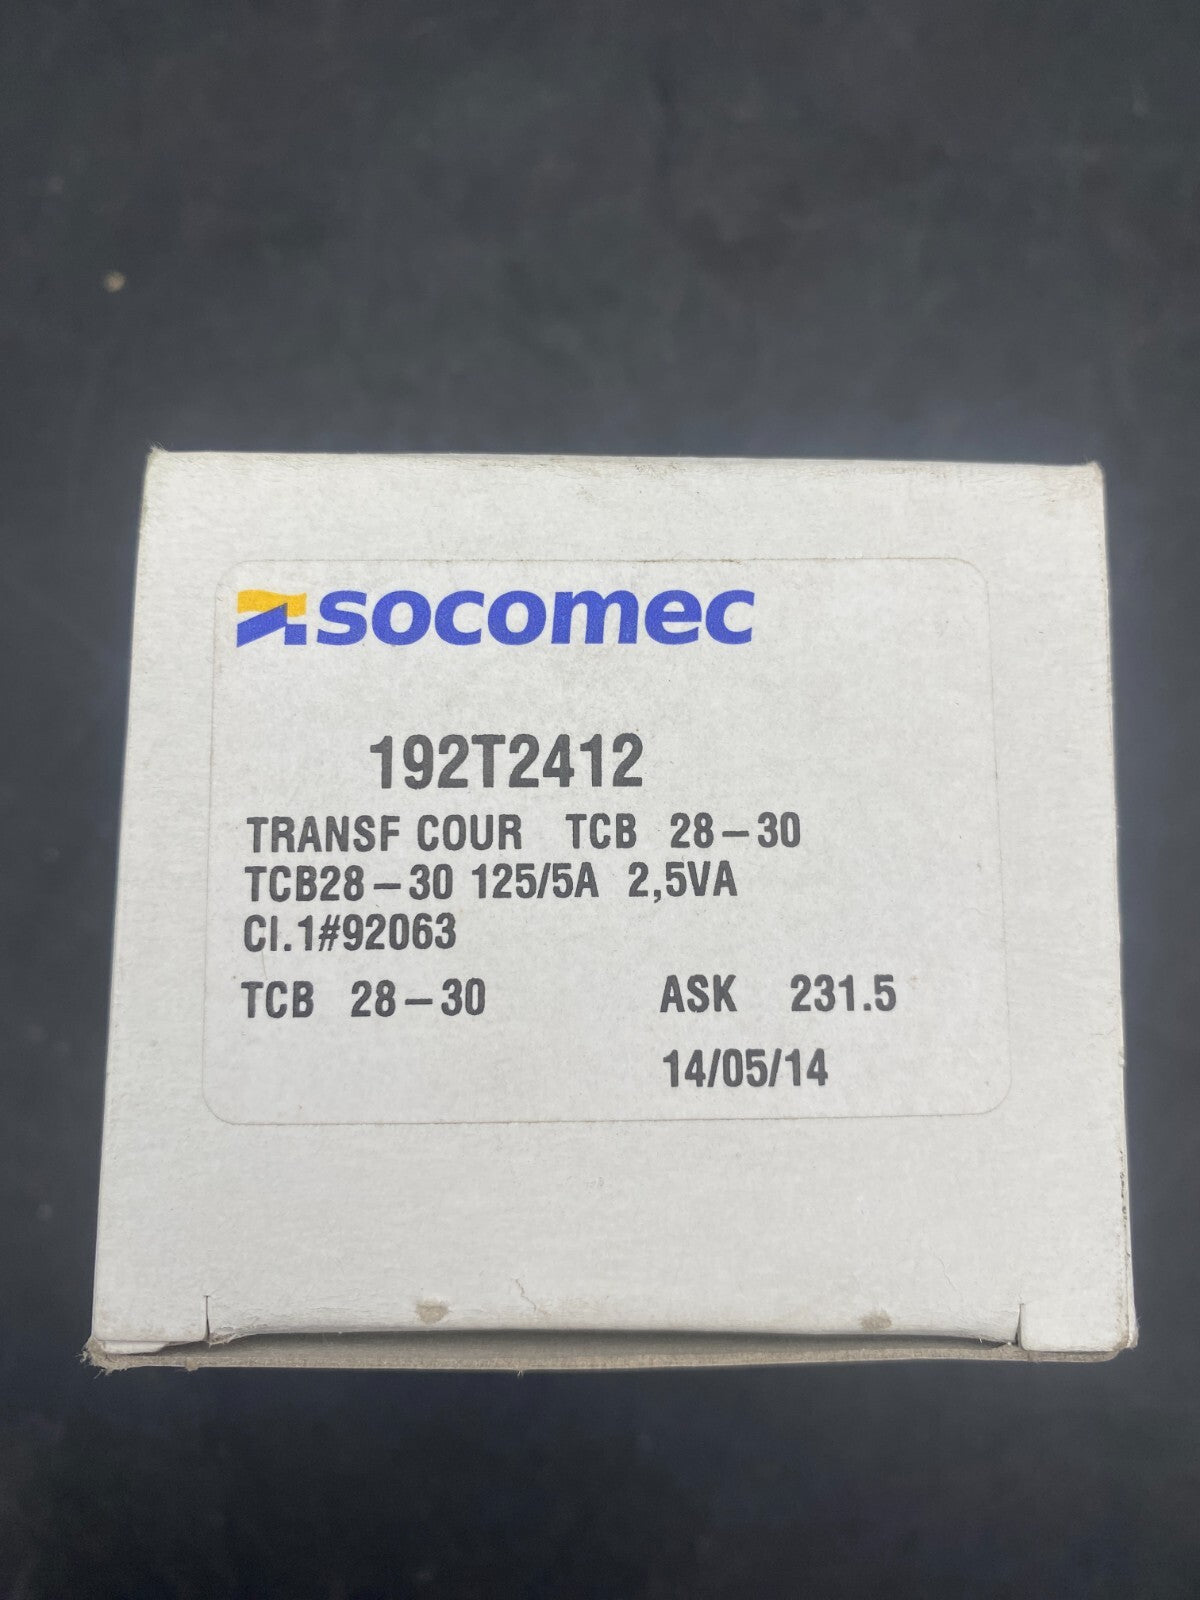 socomec
192T2412
TRANSF COUR TCB 28-30
TCB28-30 125/5A 2,5VA
Cl.1#92063
TCB 28-30 ASK 231.5
14/05/14